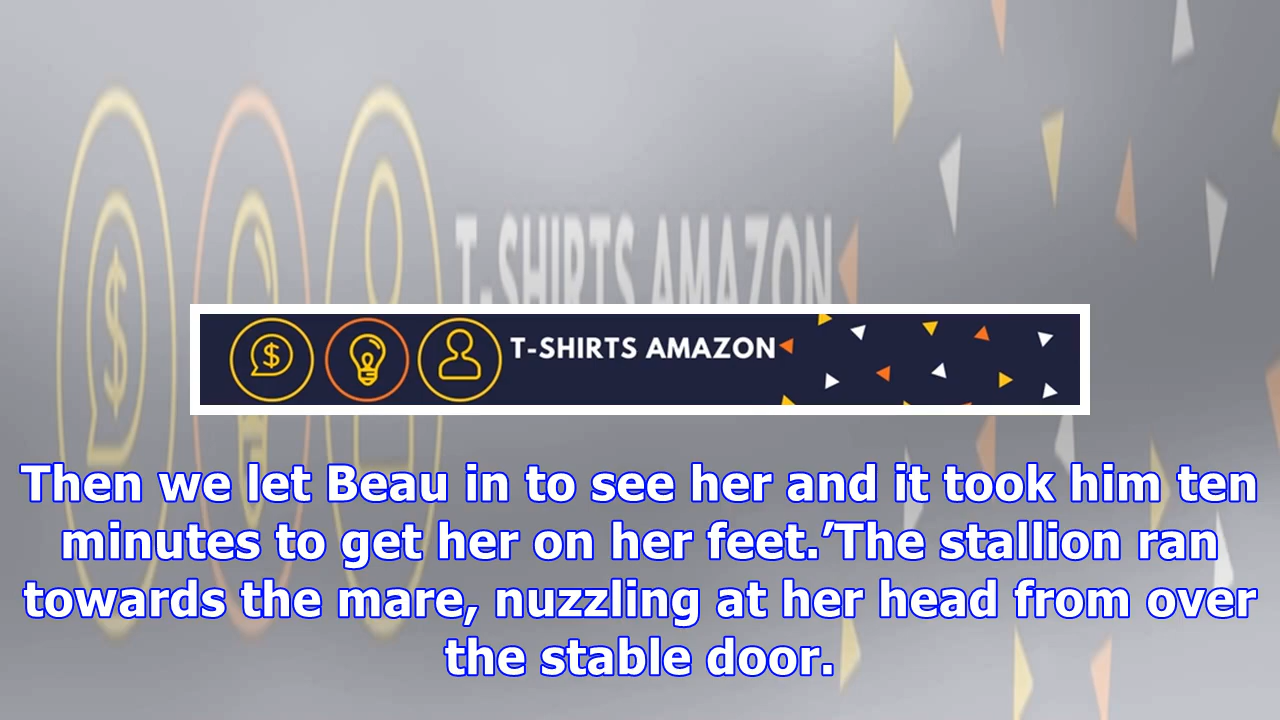 T-SHIRTS AMAZON
T-SHIRTS AMAZON
Then we let Beau in to see her and it took him ten
minutes to get her on her feet.’The stallion ran
towards the mare, nuzzling at her head from over
the stable door.